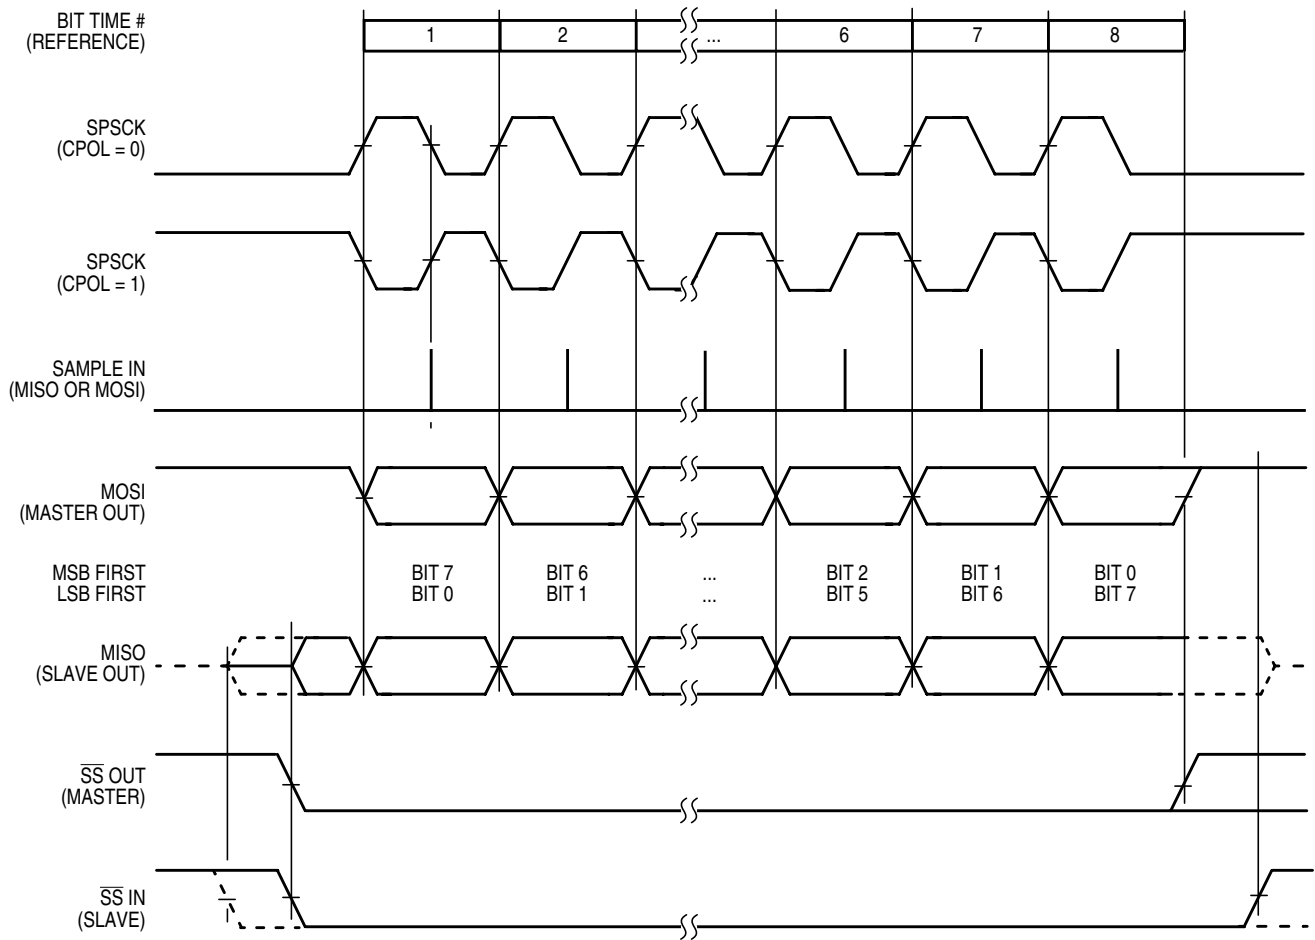 BIT TIME #
(REFERENCE)
1 2 ... 6 7 8
SPSCK
(CPOL = 0)
SPSCK
(CPOL = 1)
SAMPLE IN
(MISO OR MOSI)
MOSI
(MASTER OUT)
MSB FIRST BIT 7 BIT 6 ... BIT 2 BIT 1 BIT 0
LSB FIRST BIT 0 BIT 1 ... BIT 5 BIT 6 BIT 7
MISO
(SLAVE OUT)
S̅S̅ OUT
(MASTER)
S̅S̅ IN
(SLAVE)